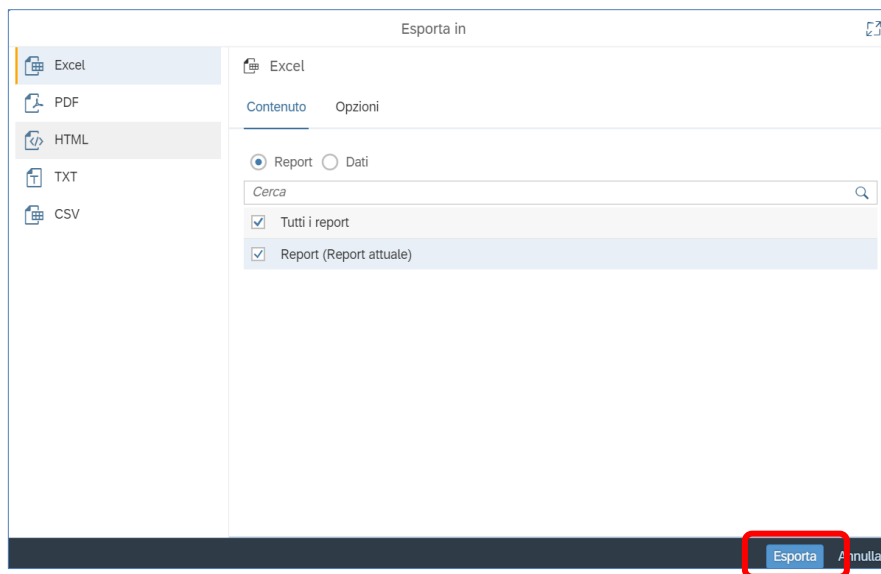 Esporta in
Excel
PDF
HTML
TXT
CSV
Excel
Contenuto Opzioni
Report Dati
Cerca
Tutti i report
Report (Report attuale)
Esporta Annulla